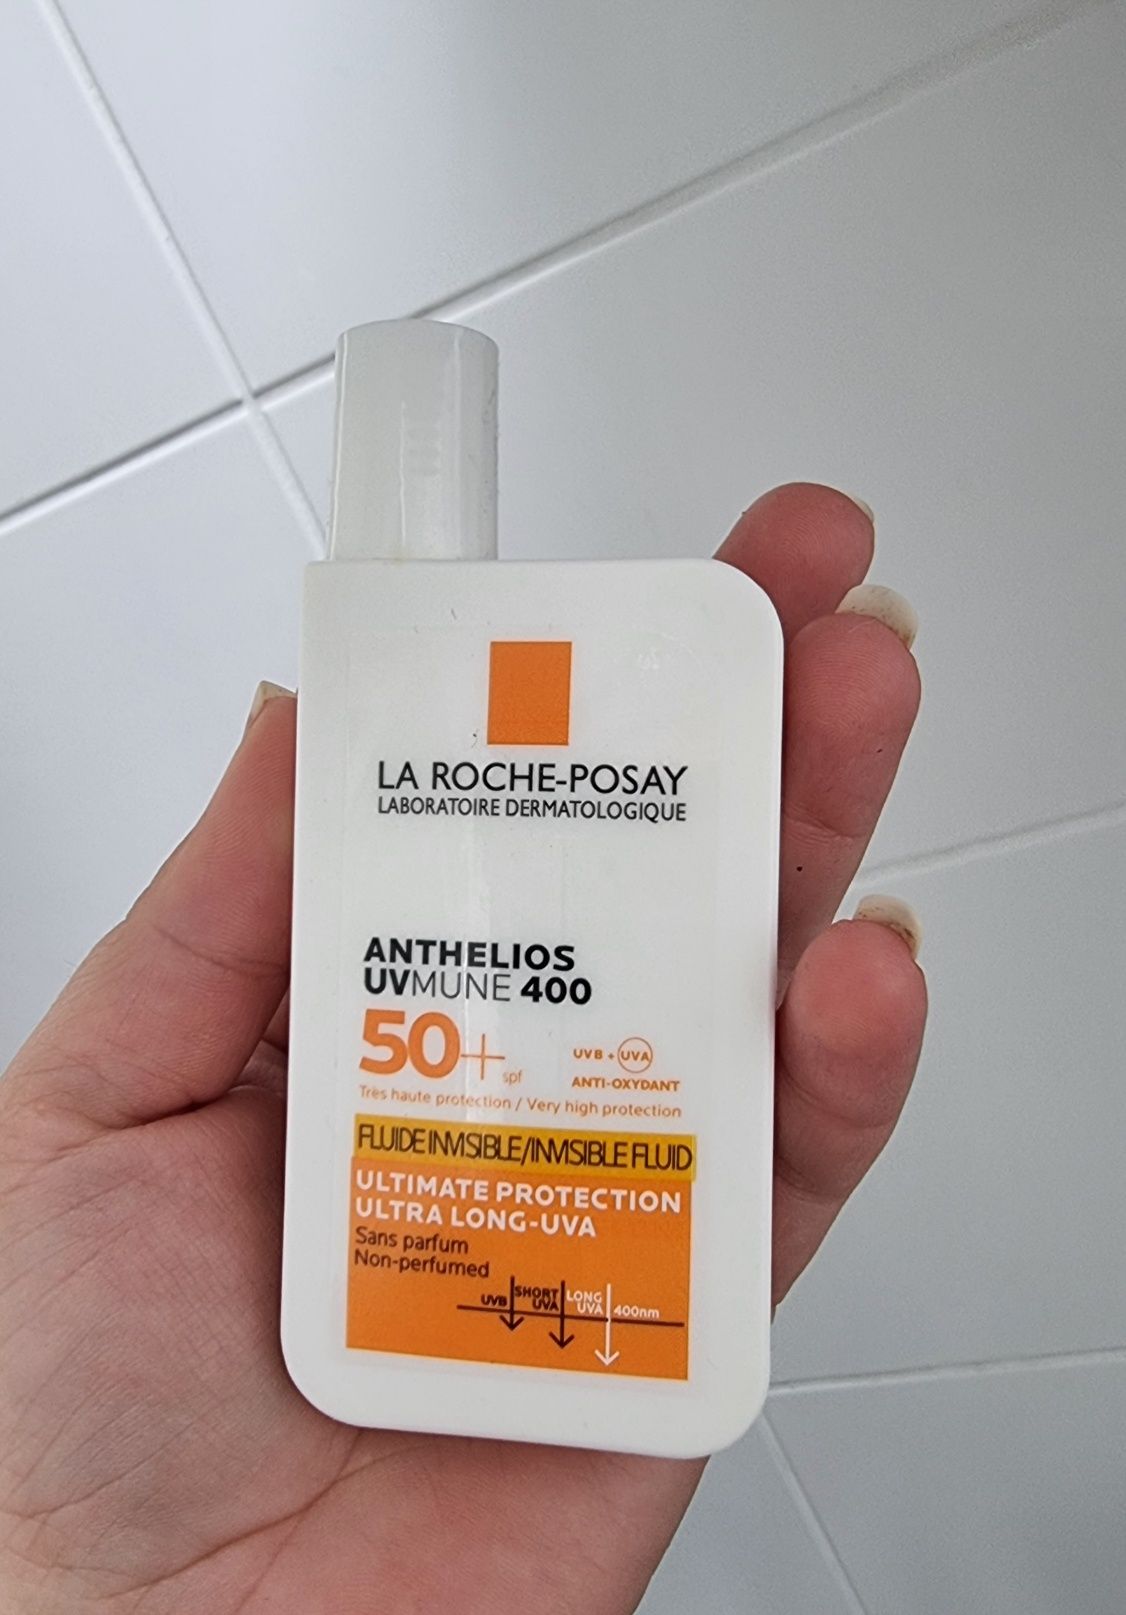 LA ROCHE-POSAY
LABORATOIRE DERMATOLOGIQUE
ANTHELIOS
UVMUNE 400
50+ spf
UVB + UVA
ANTI-OXYDANT
Très haute protection / Very high protection
FLUIDE INVISIBLE/INVISIBLE FLUID
ULTIMATE PROTECTION
ULTRA LONG-UVA
Sans parfum
Non-perfumed
UVB
SHORT
UVA
LONG
UVA
400nm